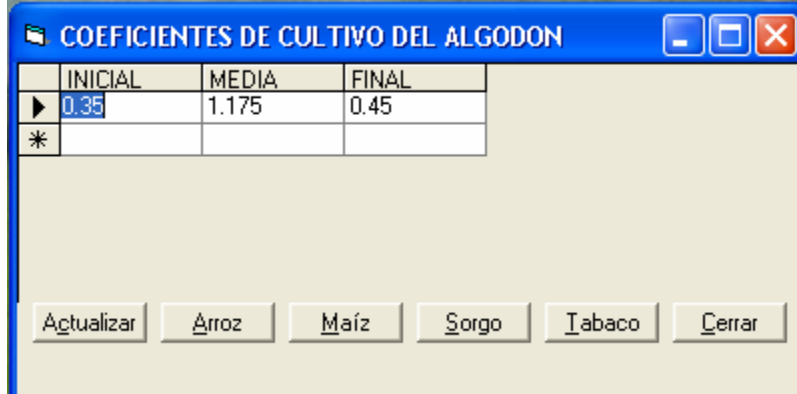 COEFICIENTES DE CULTIVO DEL ALGODON
INICIAL MEDIA FINAL
0.35 1.175 0.45
Actualizar Arroz Maíz Sorgo Tabaco Cerrar